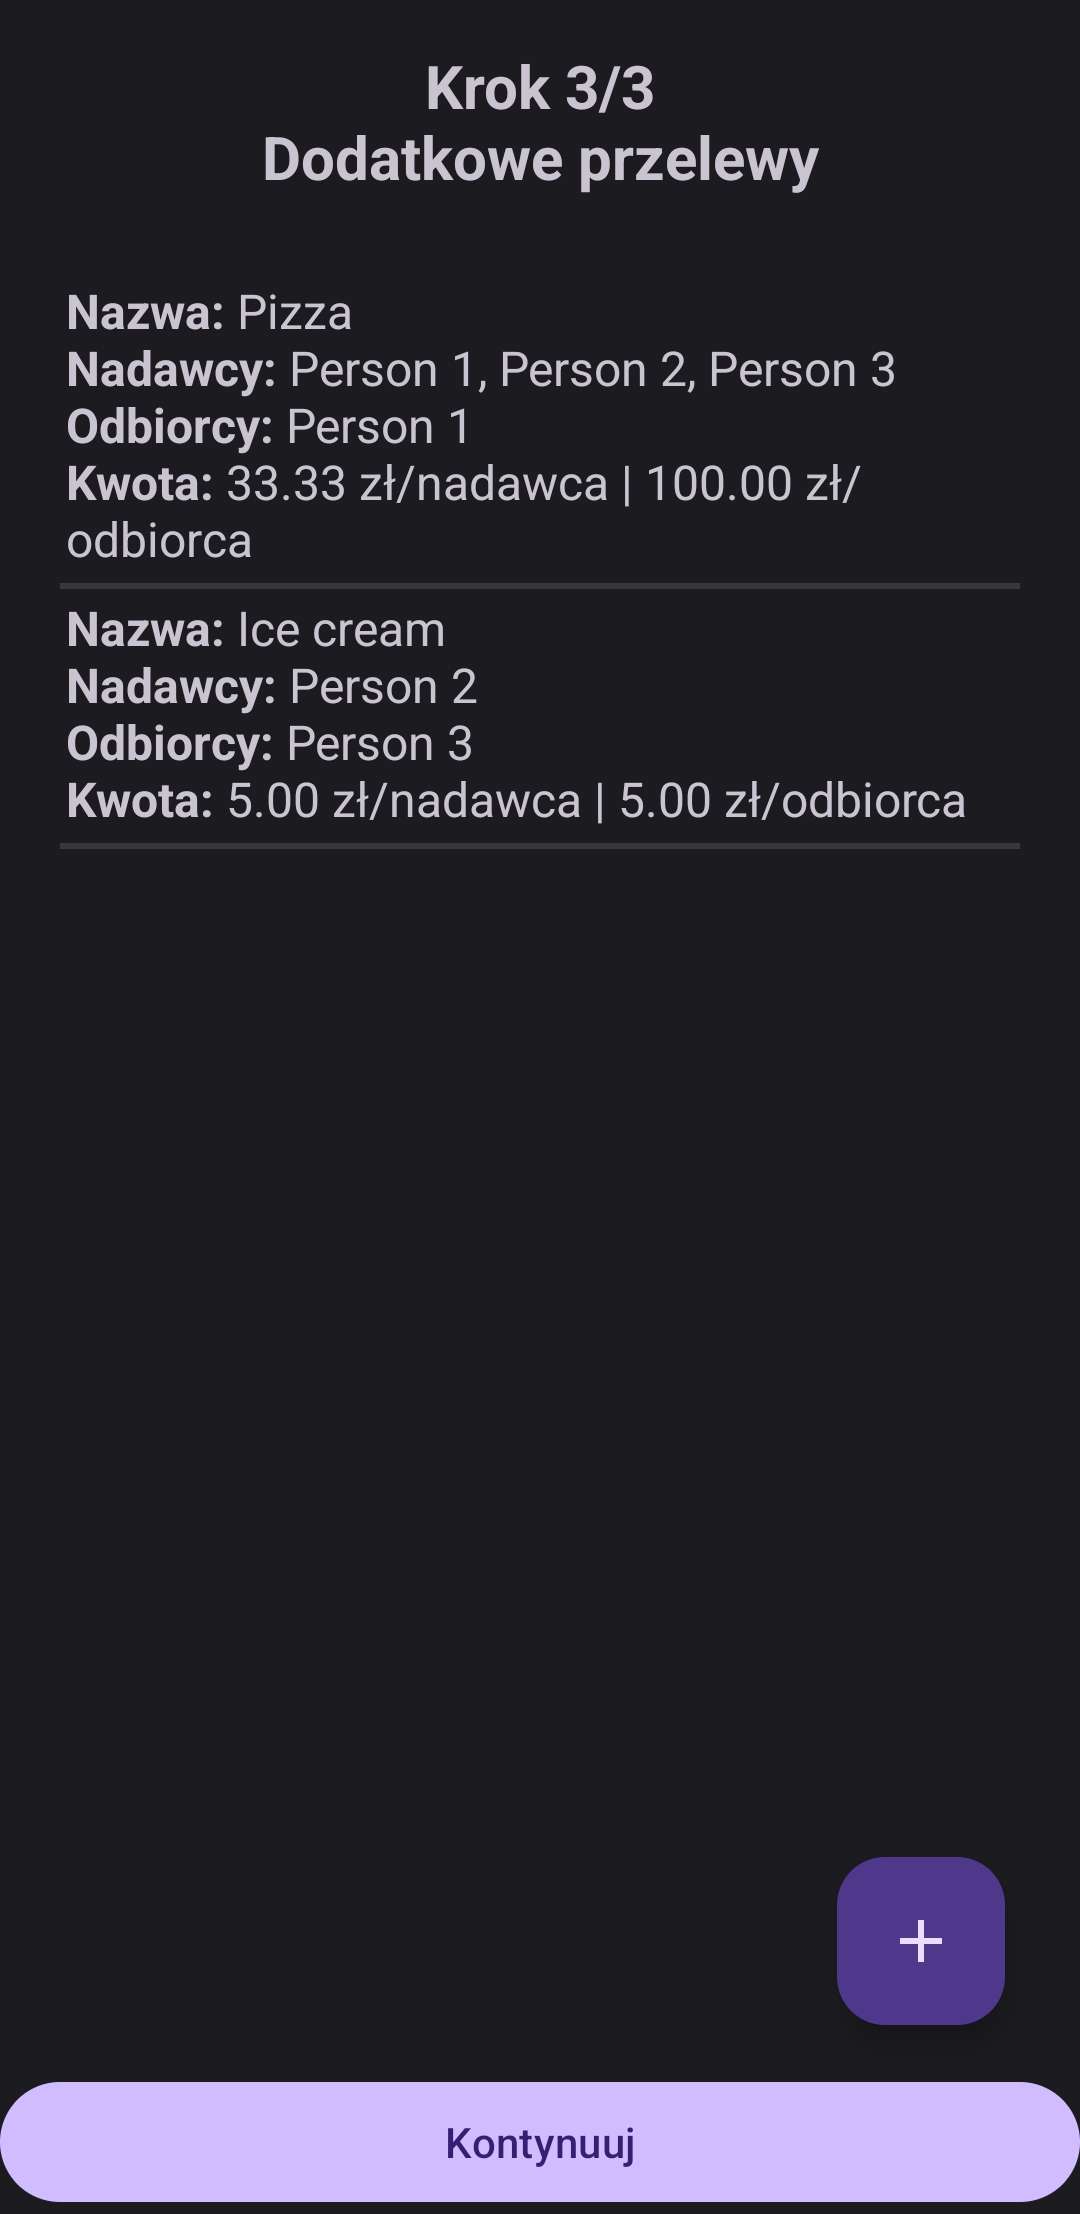 Krok 3/3
Dodatkowe przelewy
Nazwa: Pizza
Nadawcy: Person 1, Person 2, Person 3
Odbiorcy: Person 1
Kwota: 33.33 zł/nadawca | 100.00 zł/
odbiorca
Nazwa: Ice cream
Nadawcy: Person 2
Odbiorcy: Person 3
Kwota: 5.00 zł/nadawca | 5.00 zł/odbiorca
+
Kontynuuj